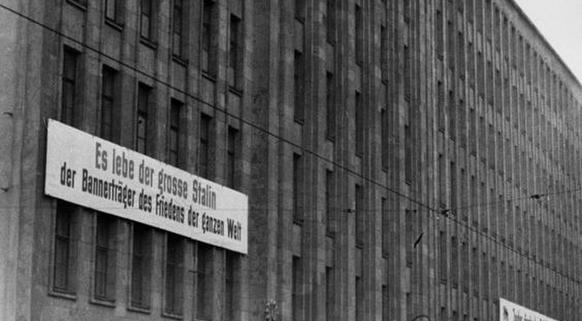 Es lebe der grosse Stalin
der Bannerträger des Friedens der ganzen Welt